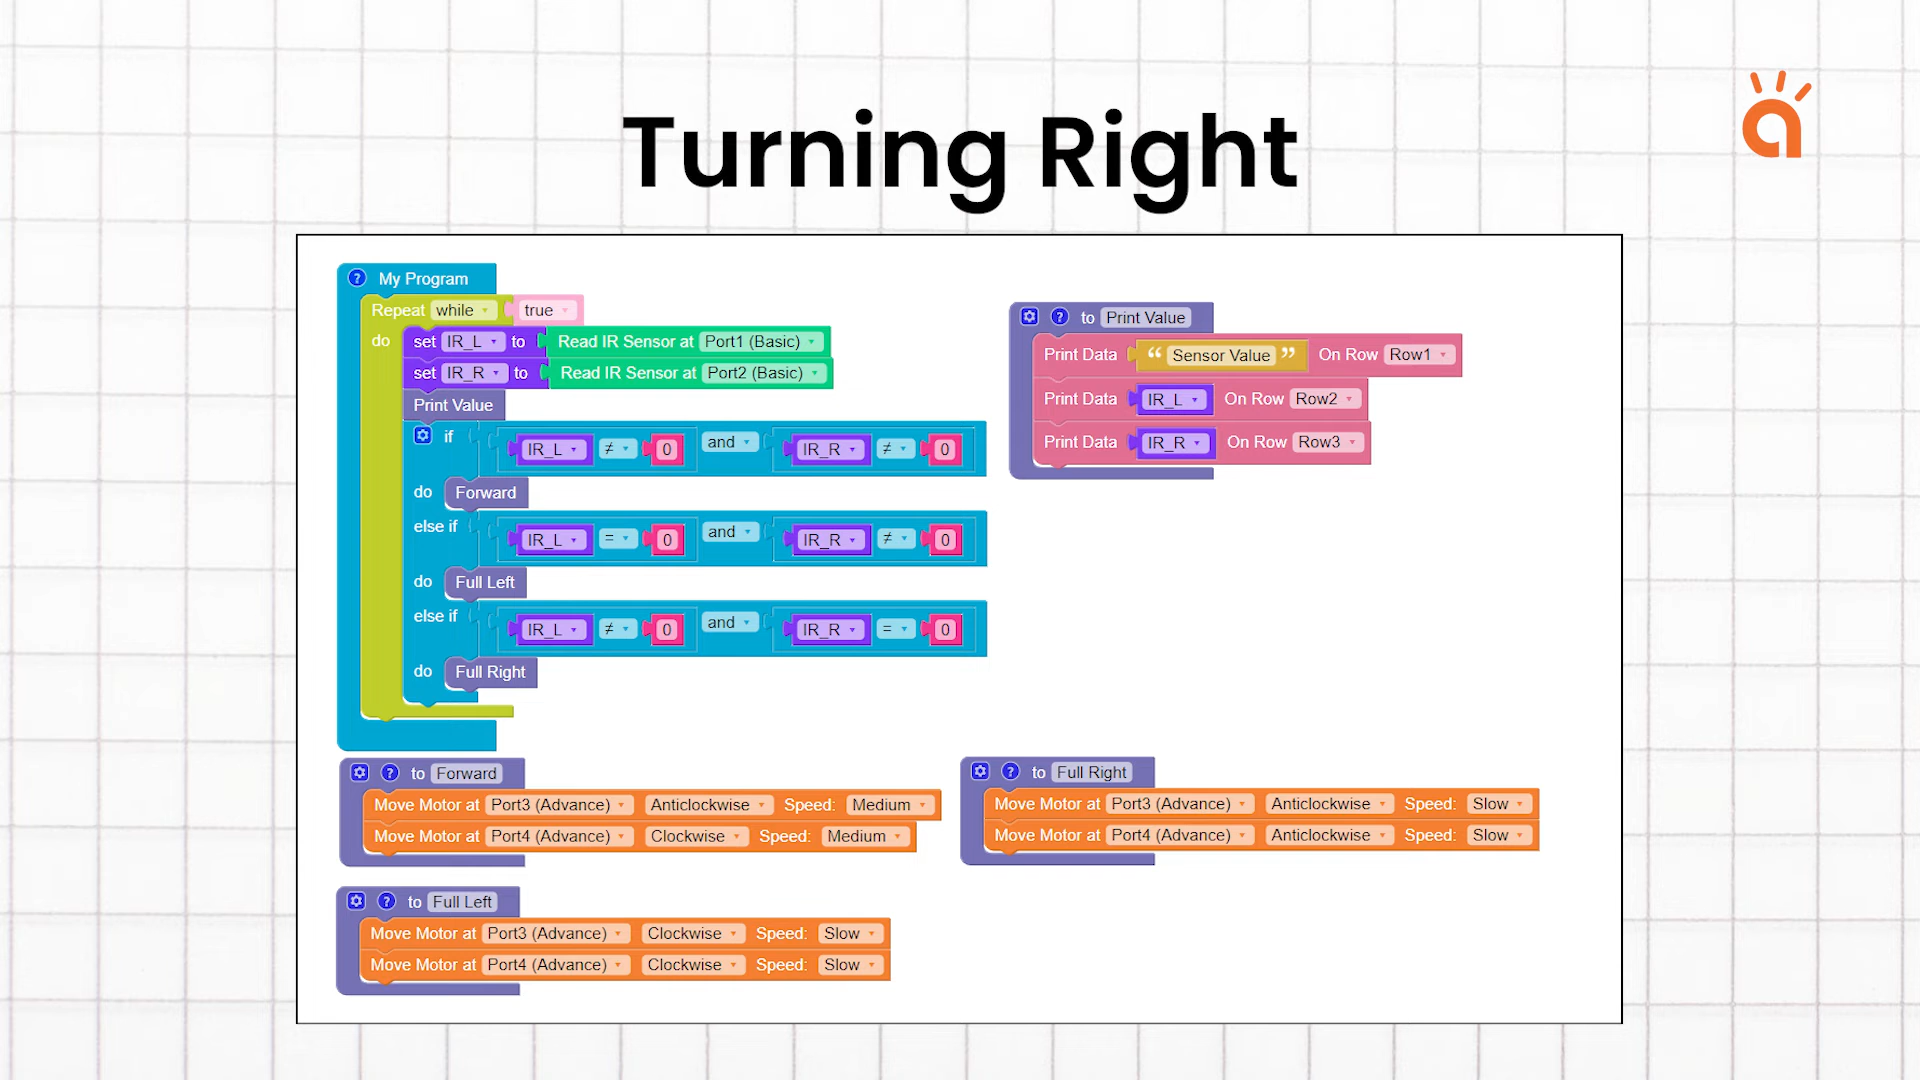 Turning Right
My Program
Repeat while true
do set IR_L to Read IR Sensor at Port1 (Basic)
set IR_R to Read IR Sensor at Port2 (Basic)
Print Value
if IR_L ≠ 0 and IR_R ≠ 0
do Forward
else if IR_L = 0 and IR_R ≠ 0
do Full Left
else if IR_L ≠ 0 and IR_R = 0
do Full Right
to Print Value
Print Data “ Sensor Value ” On Row Row1
Print Data IR_L On Row Row2
Print Data IR_R On Row Row3
to Forward
Move Motor at Port3 (Advance) Anticlockwise Speed: Medium
Move Motor at Port4 (Advance) Clockwise Speed: Medium
to Full Right
Move Motor at Port3 (Advance) Anticlockwise Speed: Slow
Move Motor at Port4 (Advance) Anticlockwise Speed: Slow
to Full Left
Move Motor at Port3 (Advance) Clockwise Speed: Slow
Move Motor at Port4 (Advance) Clockwise Speed: Slow